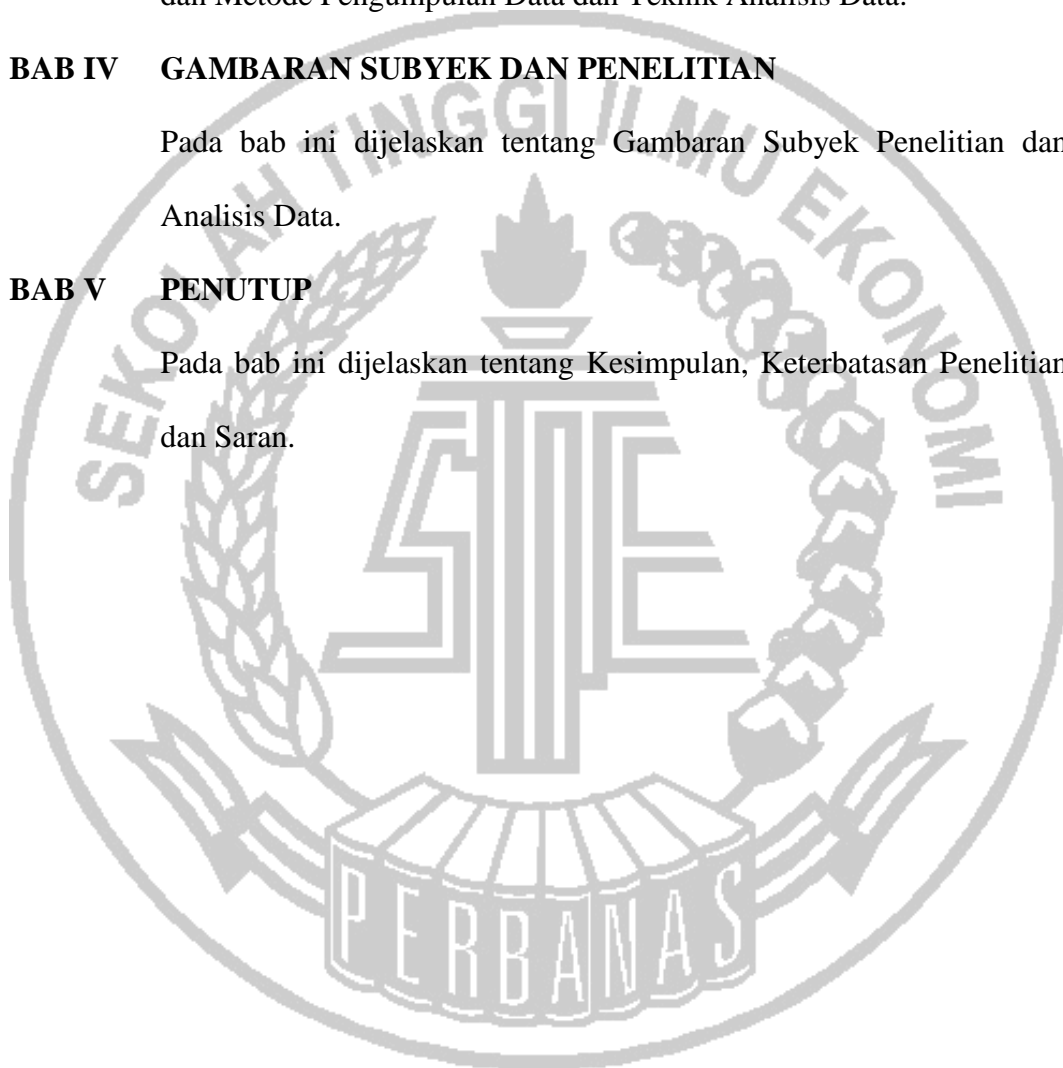 dan Metode Pengumpulan Data dan Teknik Analisis Data.
BAB IV GAMBARAN SUBYEK DAN PENELITIAN
Pada bab ini dijelaskan tentang Gambaran Subyek Penelitian dan
Analisis Data.
BAB V PENUTUP
Pada bab ini dijelaskan tentang Kesimpulan, Keterbatasan Penelitian
dan Saran.
SEKOLAH TINGGI ILMU EKONOMI
STIE
PERBANAS